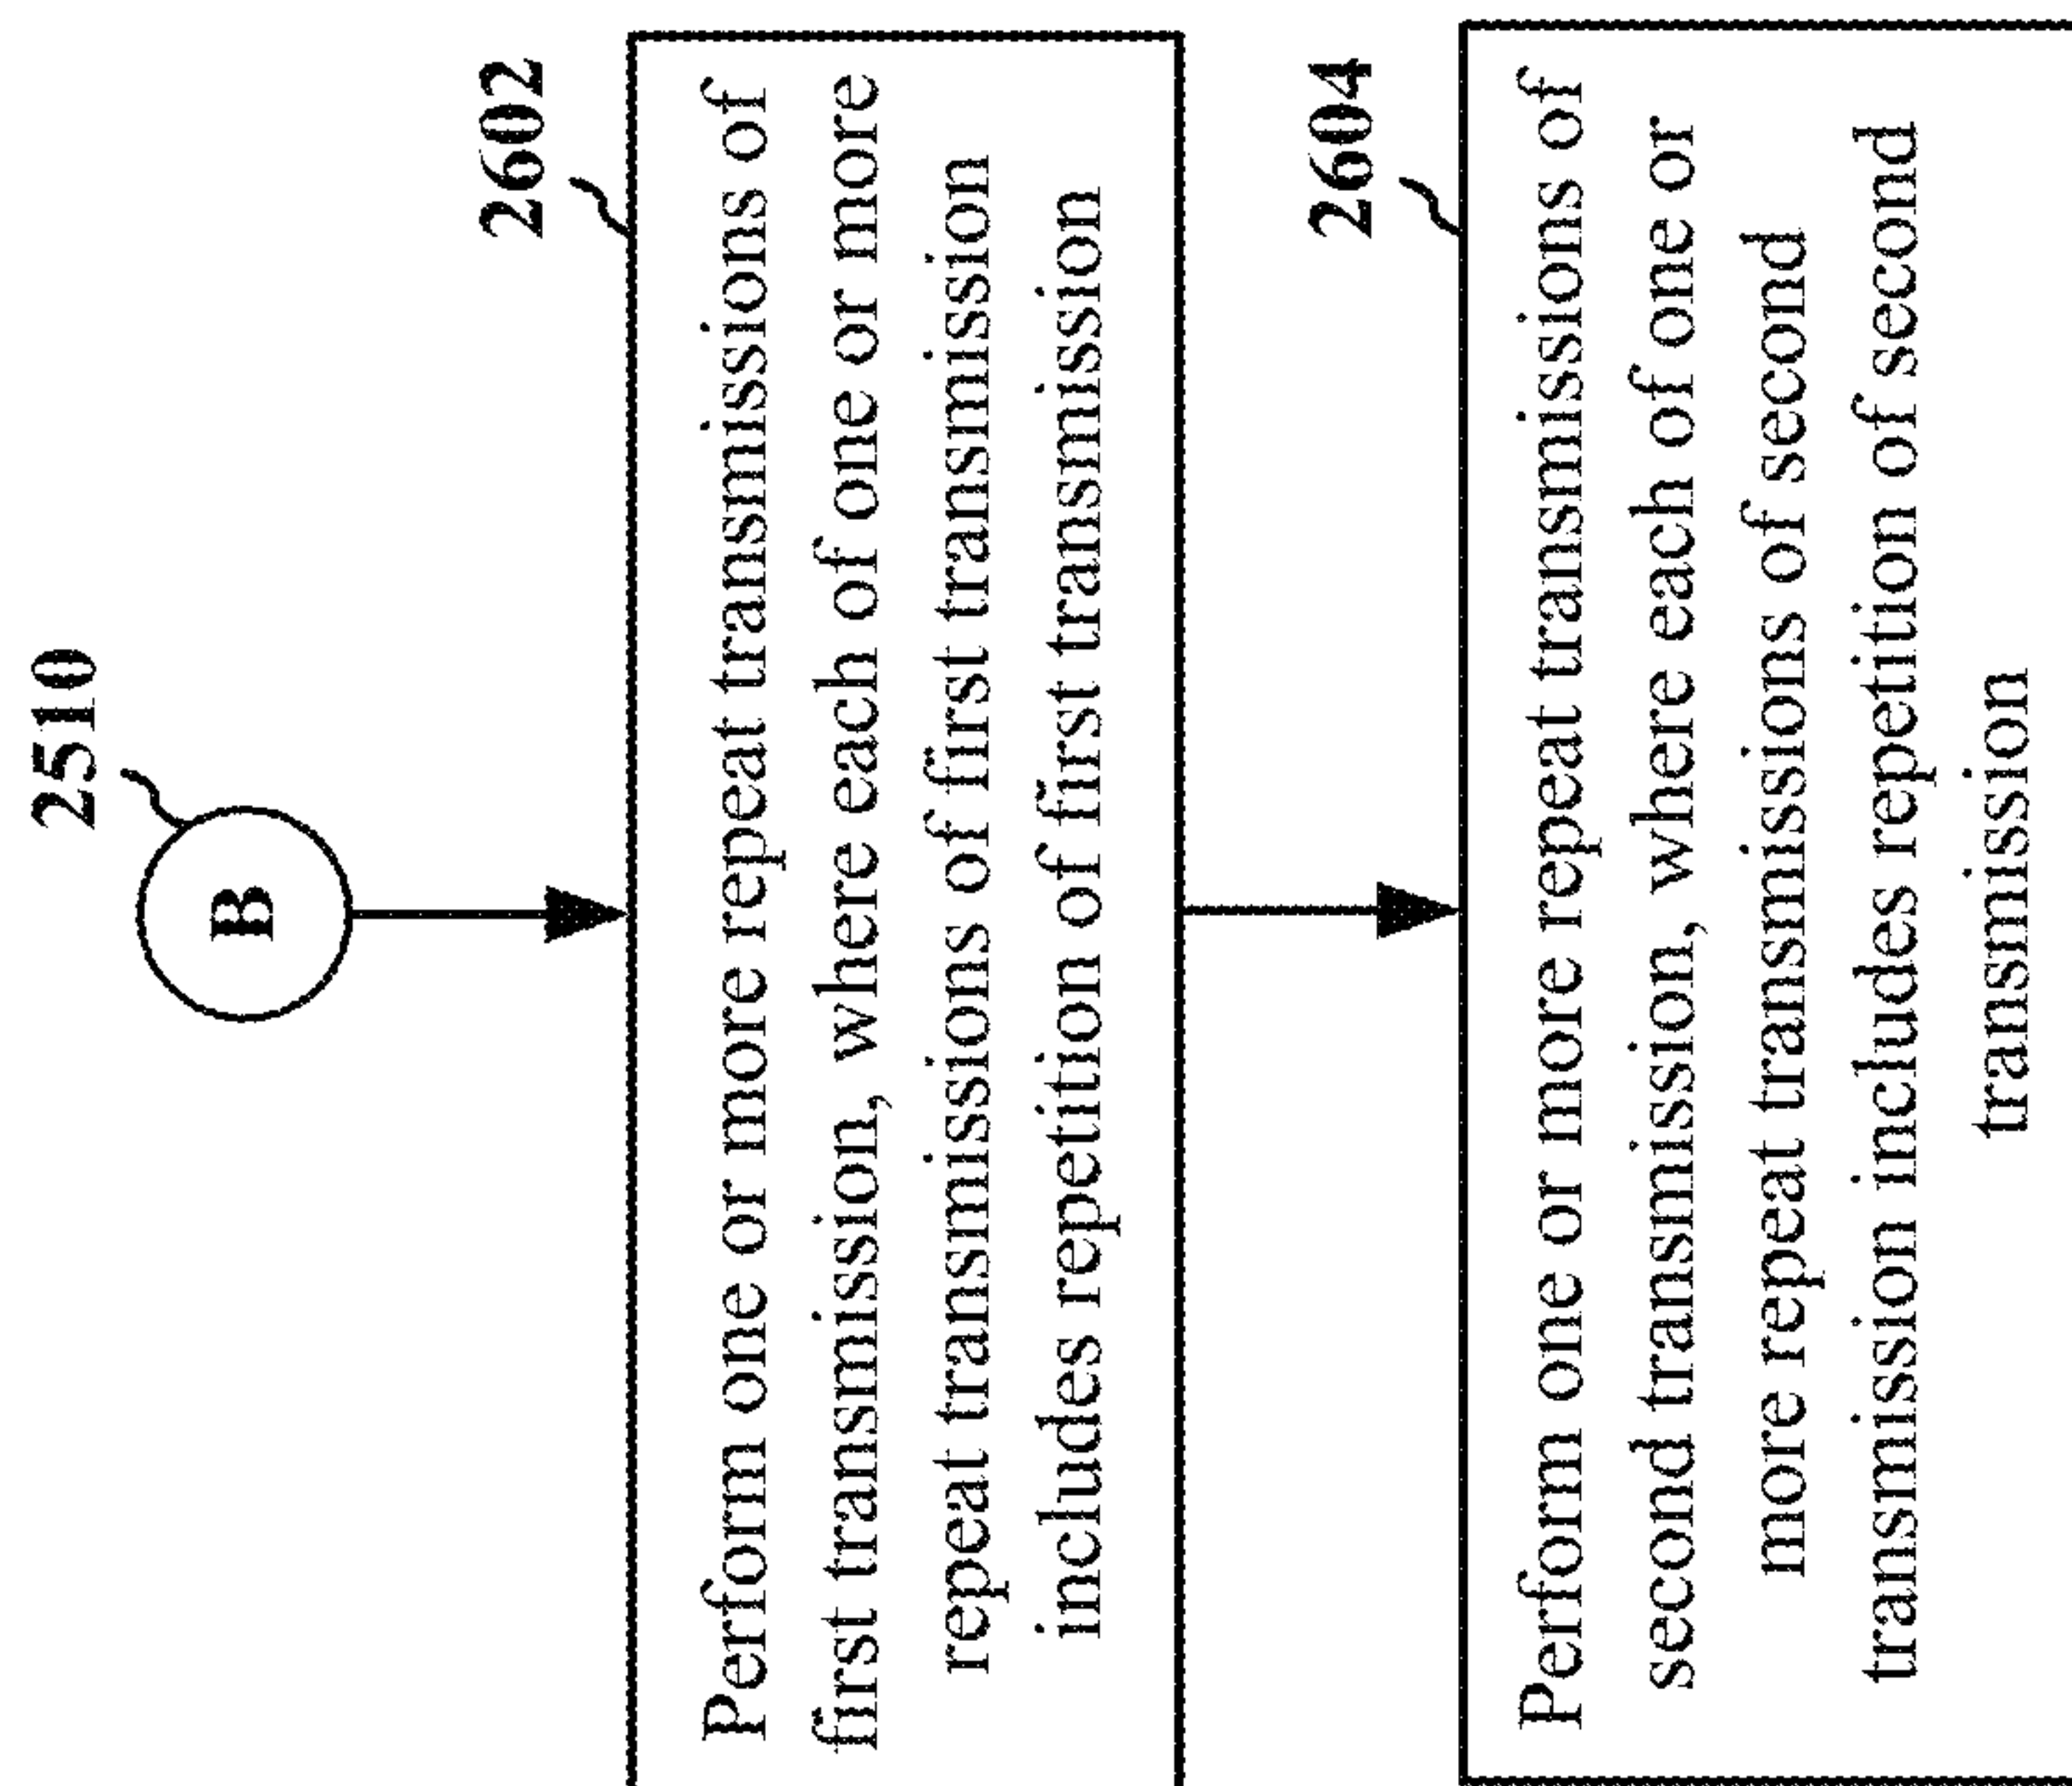 2510
B
2602
Perform one or more repeat transmissions of
first transmission, where each of one or more
repeat transmissions of first transmission
includes repetition of first transmission
2604
Perform one or more repeat transmissions of
second transmission, where each of one or
more repeat transmissions of second
transmission includes repetition of second
transmission